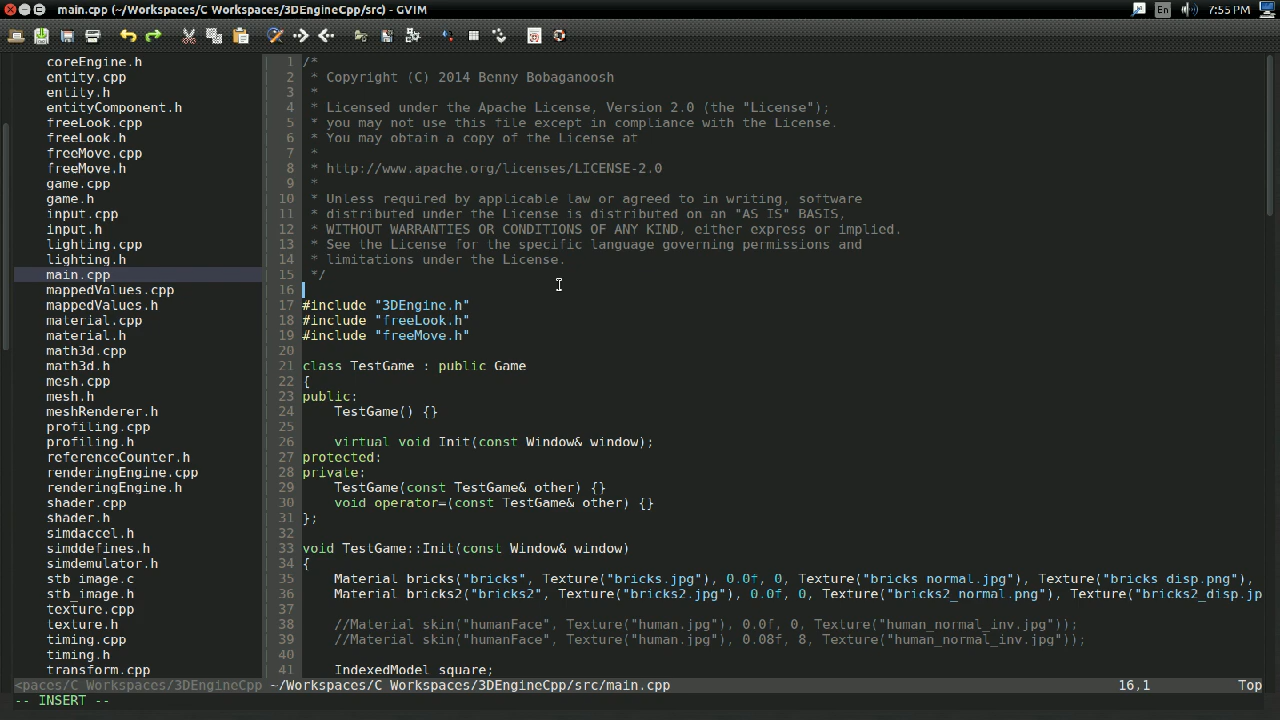 main.cpp (~/Workspaces/C Workspaces/3DEngineCpp/src) - GVIM
En
7:55 PM
coreEngine.h
entity.cpp
entity.h
entityComponent.h
freeLook.cpp
freeLook.h
freeMove.cpp
freeMove.h
game.cpp
game.h
input.cpp
input.h
lighting.cpp
lighting.h
main.cpp
mappedValues.cpp
mappedValues.h
material.cpp
material.h
math3d.cpp
math3d.h
mesh.cpp
mesh.h
meshRenderer.h
profiling.cpp
profiling.h
referenceCounter.h
renderingEngine.cpp
renderingEngine.h
shader.cpp
shader.h
simdaccel.h
simddefines.h
simdemulator.h
stb_image.c
stb_image.h
texture.cpp
texture.h
timing.cpp
timing.h
transform.cpp
1 /*
2  * Copyright (C) 2014 Benny Bobaganoosh
3  *
4  * Licensed under the Apache License, Version 2.0 (the "License");
5  * you may not use this file except in compliance with the License.
6  * You may obtain a copy of the License at
7  *
8  * http://www.apache.org/licenses/LICENSE-2.0
9  *
10  * Unless required by applicable law or agreed to in writing, software
11  * distributed under the License is distributed on an "AS IS" BASIS,
12  * WITHOUT WARRANTIES OR CONDITIONS OF ANY KIND, either express or implied.
13  * See the License for the specific language governing permissions and
14  * limitations under the License.
15  */
16
17 #include "3DEngine.h"
18 #include "freeLook.h"
19 #include "freeMove.h"
20
21 class TestGame : public Game
22 {
23 public:
24     TestGame() {}
25
26     virtual void Init(const Window& window);
27 protected:
28 private:
29     TestGame(const TestGame& other) {}
30     void operator=(const TestGame& other) {}
31 };
32
33 void TestGame::Init(const Window& window)
34 {
35     Material bricks("bricks", Texture("bricks.jpg"), 0.0f, 0, Texture("bricks_normal.jpg"), Texture("bricks_disp.png"),
36     Material bricks2("bricks2", Texture("bricks2.jpg"), 0.0f, 0, Texture("bricks2_normal.png"), Texture("bricks2_disp.jp
37
38     //Material skin("humanFace", Texture("human.jpg"), 0.0f, 0, Texture("human_normal_inv.jpg"));
39     //Material skin("humanFace", Texture("human.jpg"), 0.08f, 8, Texture("human_normal_inv.jpg"));
40
41     IndexedModel square;
<paces/C Workspaces/3DEngineCpp ~/Workspaces/C Workspaces/3DEngineCpp/src/main.cpp 16,1 Top
-- INSERT --